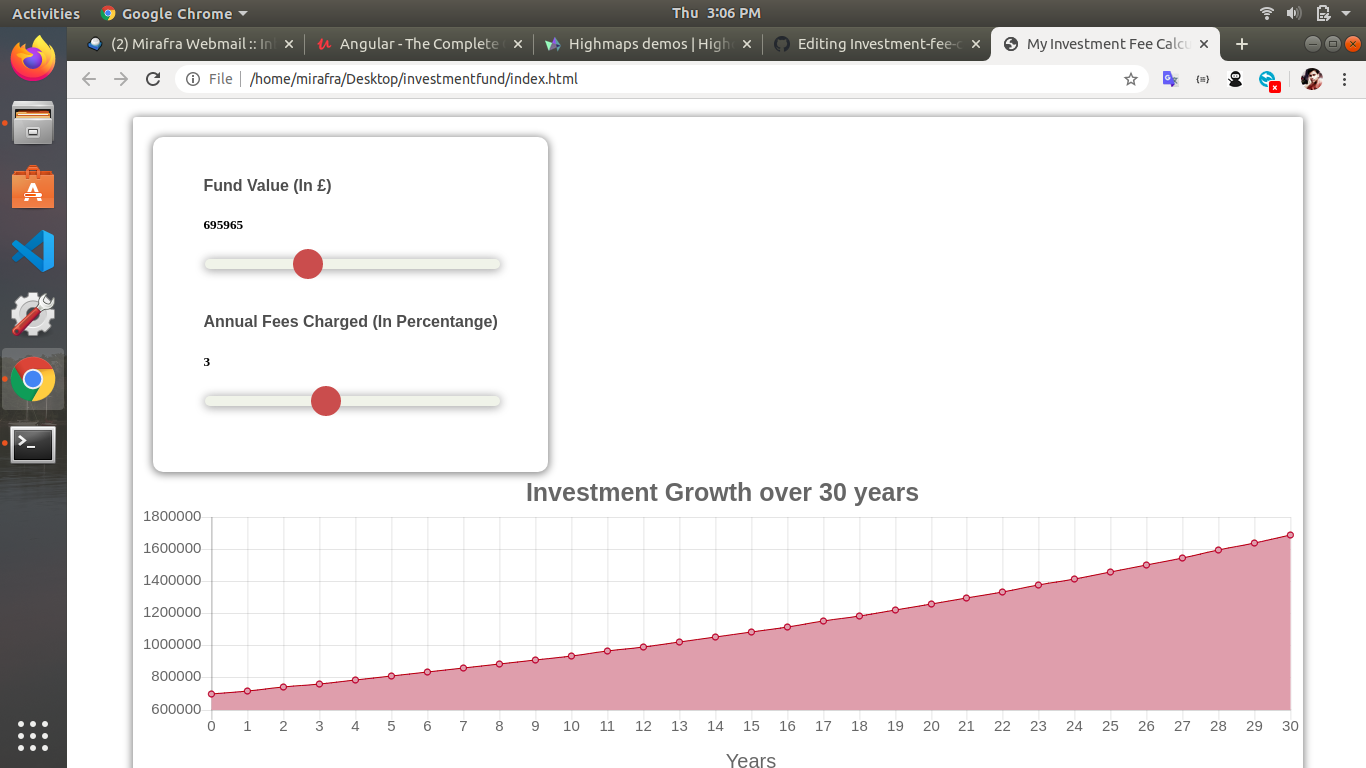 Activities Google Chrome Thu 3:06 PM
(2) Mirafra Webmail :: In Angular - The Complete Highmaps demos | High Editing Investment-fee-c My Investment Fee Calcu
File /home/mirafra/Desktop/investmentfund/index.html
Fund Value (In £)
695965
Annual Fees Charged (In Percentange)
3
Investment Growth over 30 years
1800000
1600000
1400000
1200000
1000000
800000
600000
0 1 2 3 4 5 6 7 8 9 10 11 12 13 14 15 16 17 18 19 20 21 22 23 24 25 26 27 28 29 30
Years